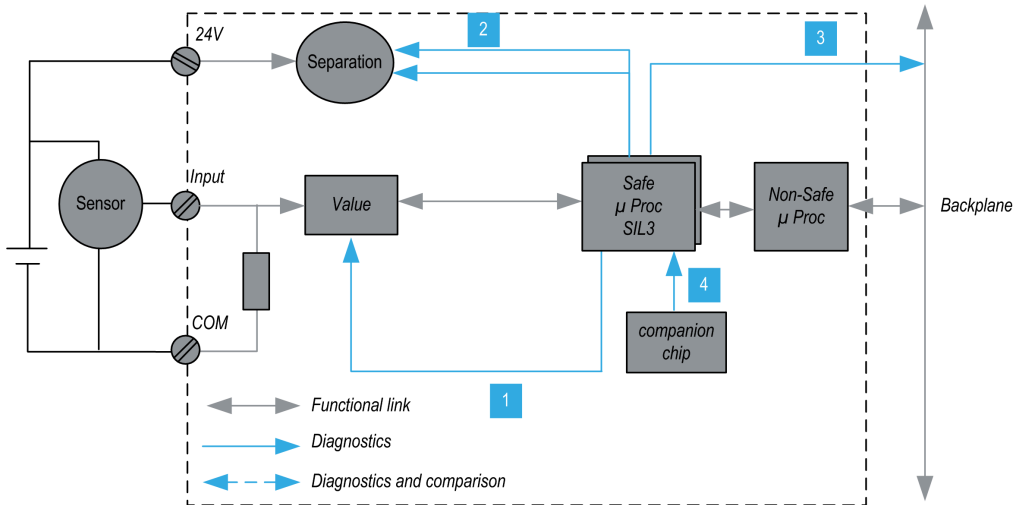 24V
2
3
Separation
Input
Sensor
Value
Safe
µ Proc
SIL3
Non-Safe
µ Proc
Backplane
4
COM
companion
chip
1
Functional link
Diagnostics
Diagnostics and comparison